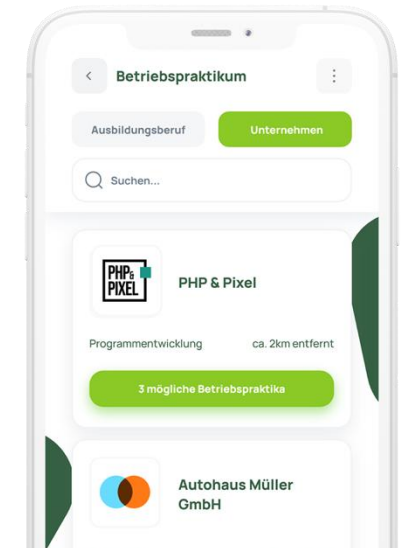 Betriebspraktikum
Ausbildungsberuf
Unternehmen
Suchen...
PHP&
PIXEL
PHP & Pixel
Programmentwicklung
ca. 2km entfernt
3 mögliche Betriebspraktika
Autohaus Müller
GmbH